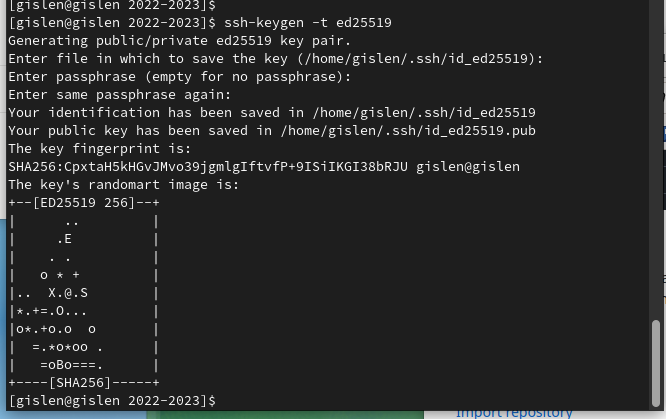 [gislen@gislen 2022-2023]$
[gislen@gislen 2022-2023]$ ssh-keygen -t ed25519
Generating public/private ed25519 key pair.
Enter file in which to save the key (/home/gislen/.ssh/id_ed25519):
Enter passphrase (empty for no passphrase):
Enter same passphrase again:
Your identification has been saved in /home/gislen/.ssh/id_ed25519
Your public key has been saved in /home/gislen/.ssh/id_ed25519.pub
The key fingerprint is:
SHA256:CpxtaH5kHGvJMvo39jgmlgIftvfP+9ISiIKGI38bRJU gislen@gislen
The key's randomart image is:
+--[ED25519 256]--+
|       ..        |
|      .E         |
|     . .         |
|    o * +        |
|..  X.@.S        |
|*.+=.O...        |
|o*.+o.o  o       |
|  =.*o*oo .      |
|   =oBo===.      |
+----[SHA256]-----+
[gislen@gislen 2022-2023]$
Import repository